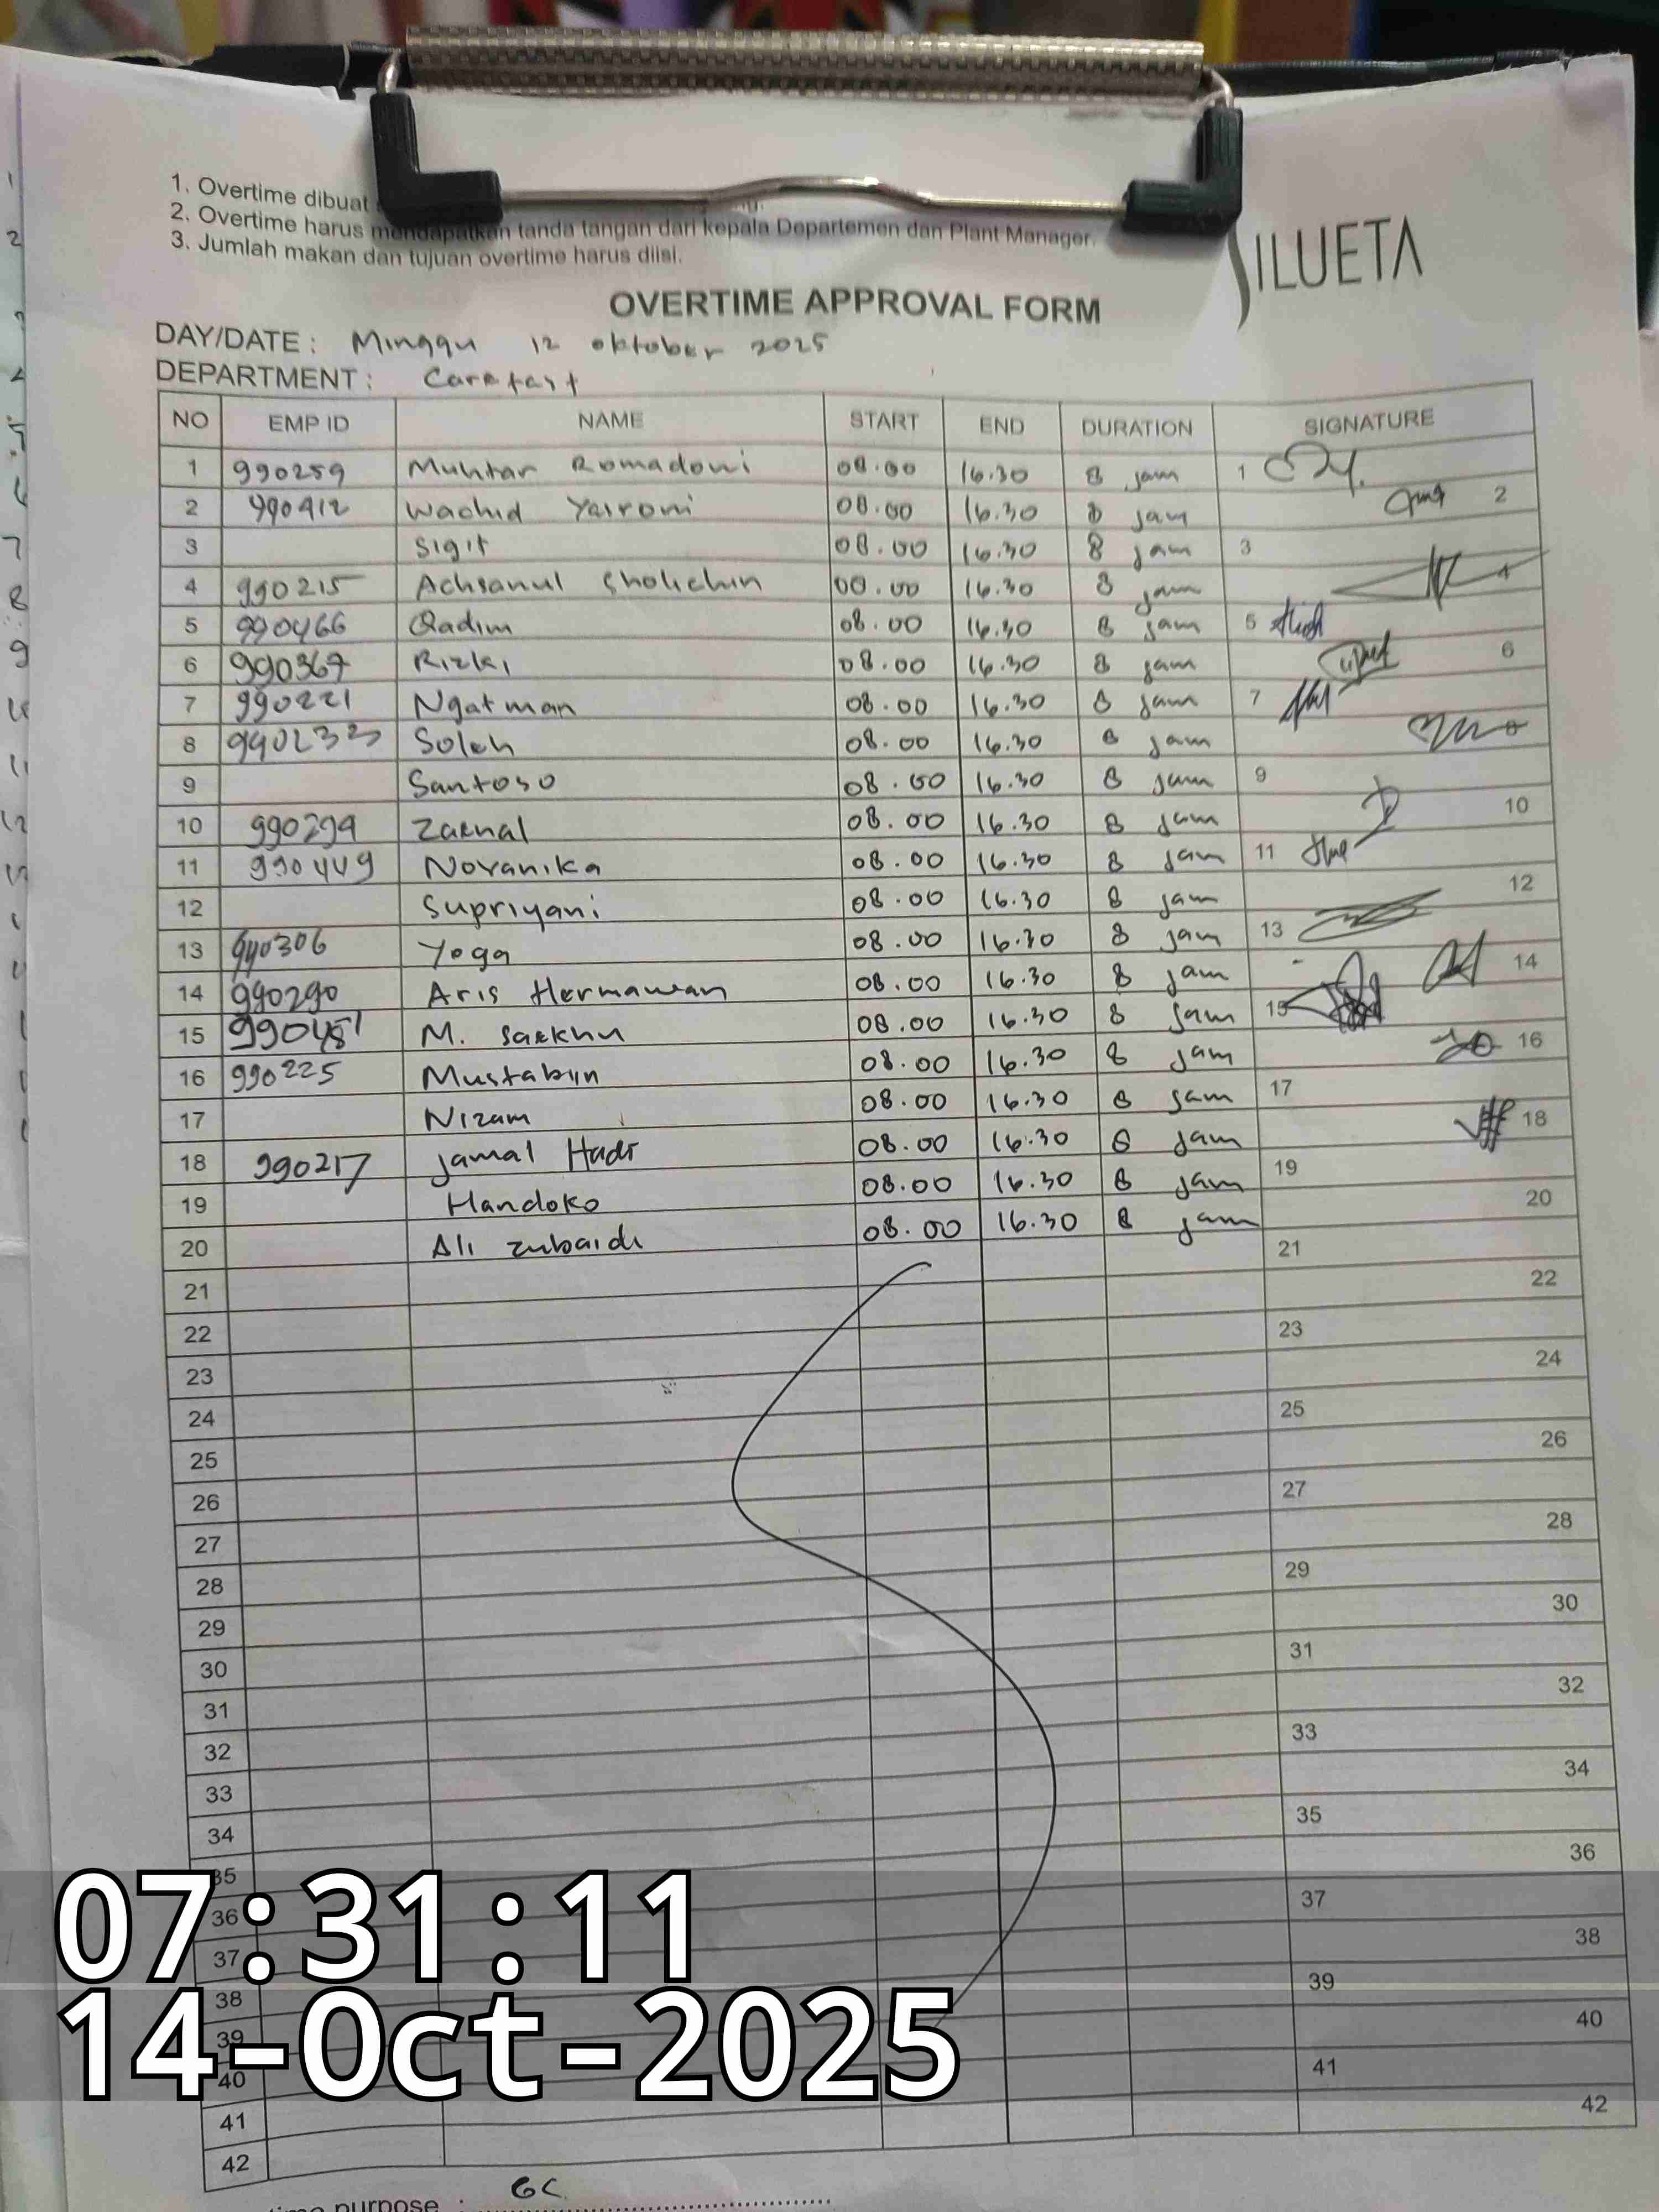 1. Overtime dibuat
2. Overtime harus mendapatkan tanda tangan dari kepala Departemen dan Plant Manager.
3. Jumlah makan dan tujuan overtime harus diisi.
SILUETA
OVERTIME APPROVAL FORM
DAY/DATE : Minggu 12 oktober 2025
DEPARTMENT :
NO EMP ID NAME START END DURATION SIGNATURE
1 990259 Muhtar Romadoni 08.00 16.30 8 jam 1
2 990412 Wachid Yaironi 08.00 16.30 8 jam 2
3 Sigit 08.00 16.30 8 jam 3
4 990215 Achsanul Sholichin 08.00 16.30 8 jam 4
5 990466 Qadim 08.00 16.30 8 jam 5
6 990367 Rizki 08.00 16.30 8 jam 6
7 990221 Ngatman 08.00 16.30 8 jam 7
8 990233 Soleh 08.00 16.30 8 jam
9 Santoso 08.00 16.30 8 jam 9
10 990294 Zaenal 08.00 16.30 8 jam 10
11 990449 Novanika 08.00 16.30 8 jam 11
12 Supriyani 08.00 16.30 8 jam 12
13 990306 Yoga 08.00 16.30 8 jam 13
14 990290 Aris Hermawan 08.00 16.30 8 jam 14
15 M. Saekhu 08.00 16.30 8 jam 15
16 990225 Mustabiin 08.00 16.30 8 jam 16
17 Nizam 08.00 16.30 8 jam 17
18 990217 Jamal Hadi 08.00 16.30 8 jam 18
19 Handoko 08.00 16.30 8 jam 19
20 Ali Zubaidi 08.00 16.30 8 jam 20
21 21
22 22
23 23
24 24
25 25
26 26
27 27
28 28
29 29
30 30
31 31
32 32
33 33
34 34
35 35
36 36
37 37
38 38
39 39
40 40
41 41
42 42
07:31:11
14-Oct-2025
purpose : GC